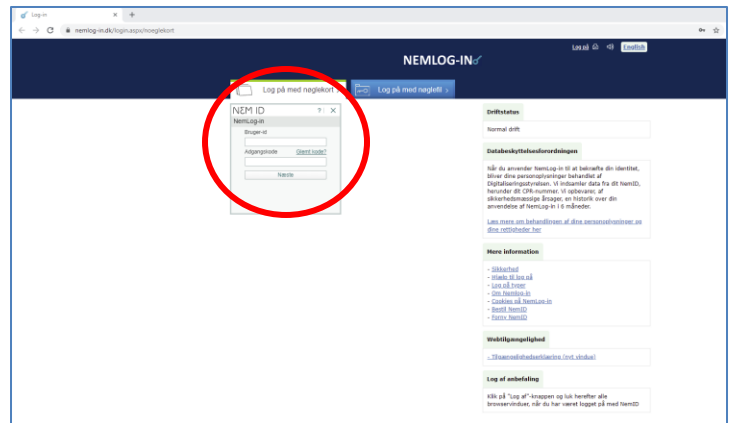 Log-in
nemlog-in.dk/login.aspx/noeglekort
Log på
English
NEMLOG-IN
Log på med nøglekort
Log på med nøglefil
NEM ID
NemLog-in
Bruger-id
Adgangskode
Glemt kode?
Næste
Driftstatus
Normal drift
Databeskyttelsesforordningen
Når du anvender NemLog-in til at bekræfte din identitet,
bliver dine personoplysninger behandlet af
Digitaliseringsstyrelsen. Vi indsamler data fra dit NemID,
herunder dit CPR-nummer. Vi opbevarer, af
sikkerhedsmæssige årsager, en historik over din
anvendelse af NemLog-in i 6 måneder.
Læs mere om behandlingen af dine personoplysninger og
dine rettigheder her
Mere information
- Sikkerhed
- Hjælp til log på
- Log på typer
- Om NemLog-in
- Cookies på NemLog-in
- Bestil NemID
- Forny NemID
Webtilgængelighed
- Tilgængelighedserklæring (nyt vindue)
Log af anbefaling
Klik på "Log af"-knappen og luk herefter alle
browservinduer, når du har været logget på med NemID